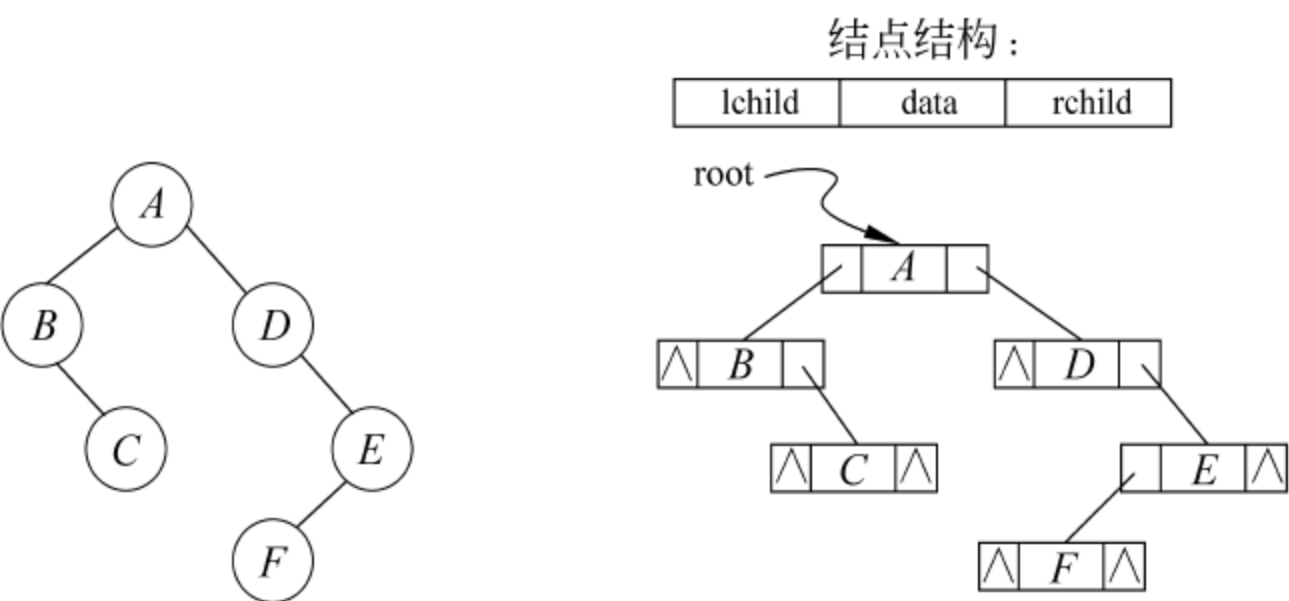 结点结构：
lchild data rchild
root
A
B
D
C
E
F
A
∧ B
∧ D
∧ C ∧
E ∧
∧ F ∧